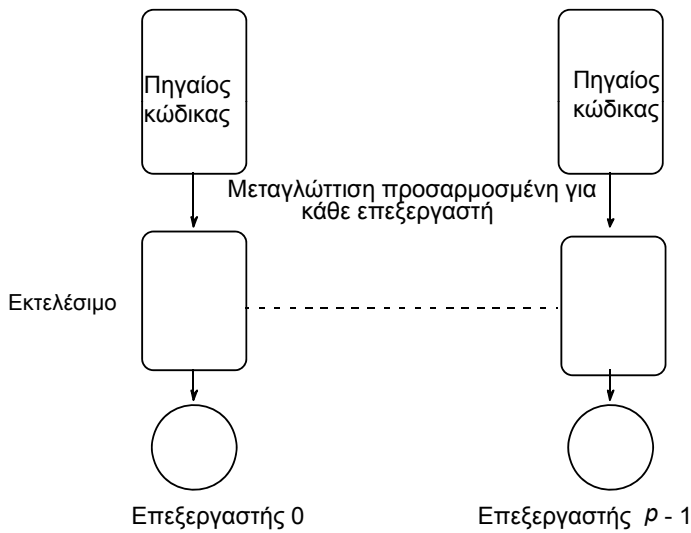 Πηγαίος
κώδικας
Πηγαίος
κώδικας
Μεταγλώττιση προσαρμοσμένη για
κάθε επεξεργαστή
Εκτελέσιμο
Επεξεργαστής 0
Επεξεργαστής p - 1